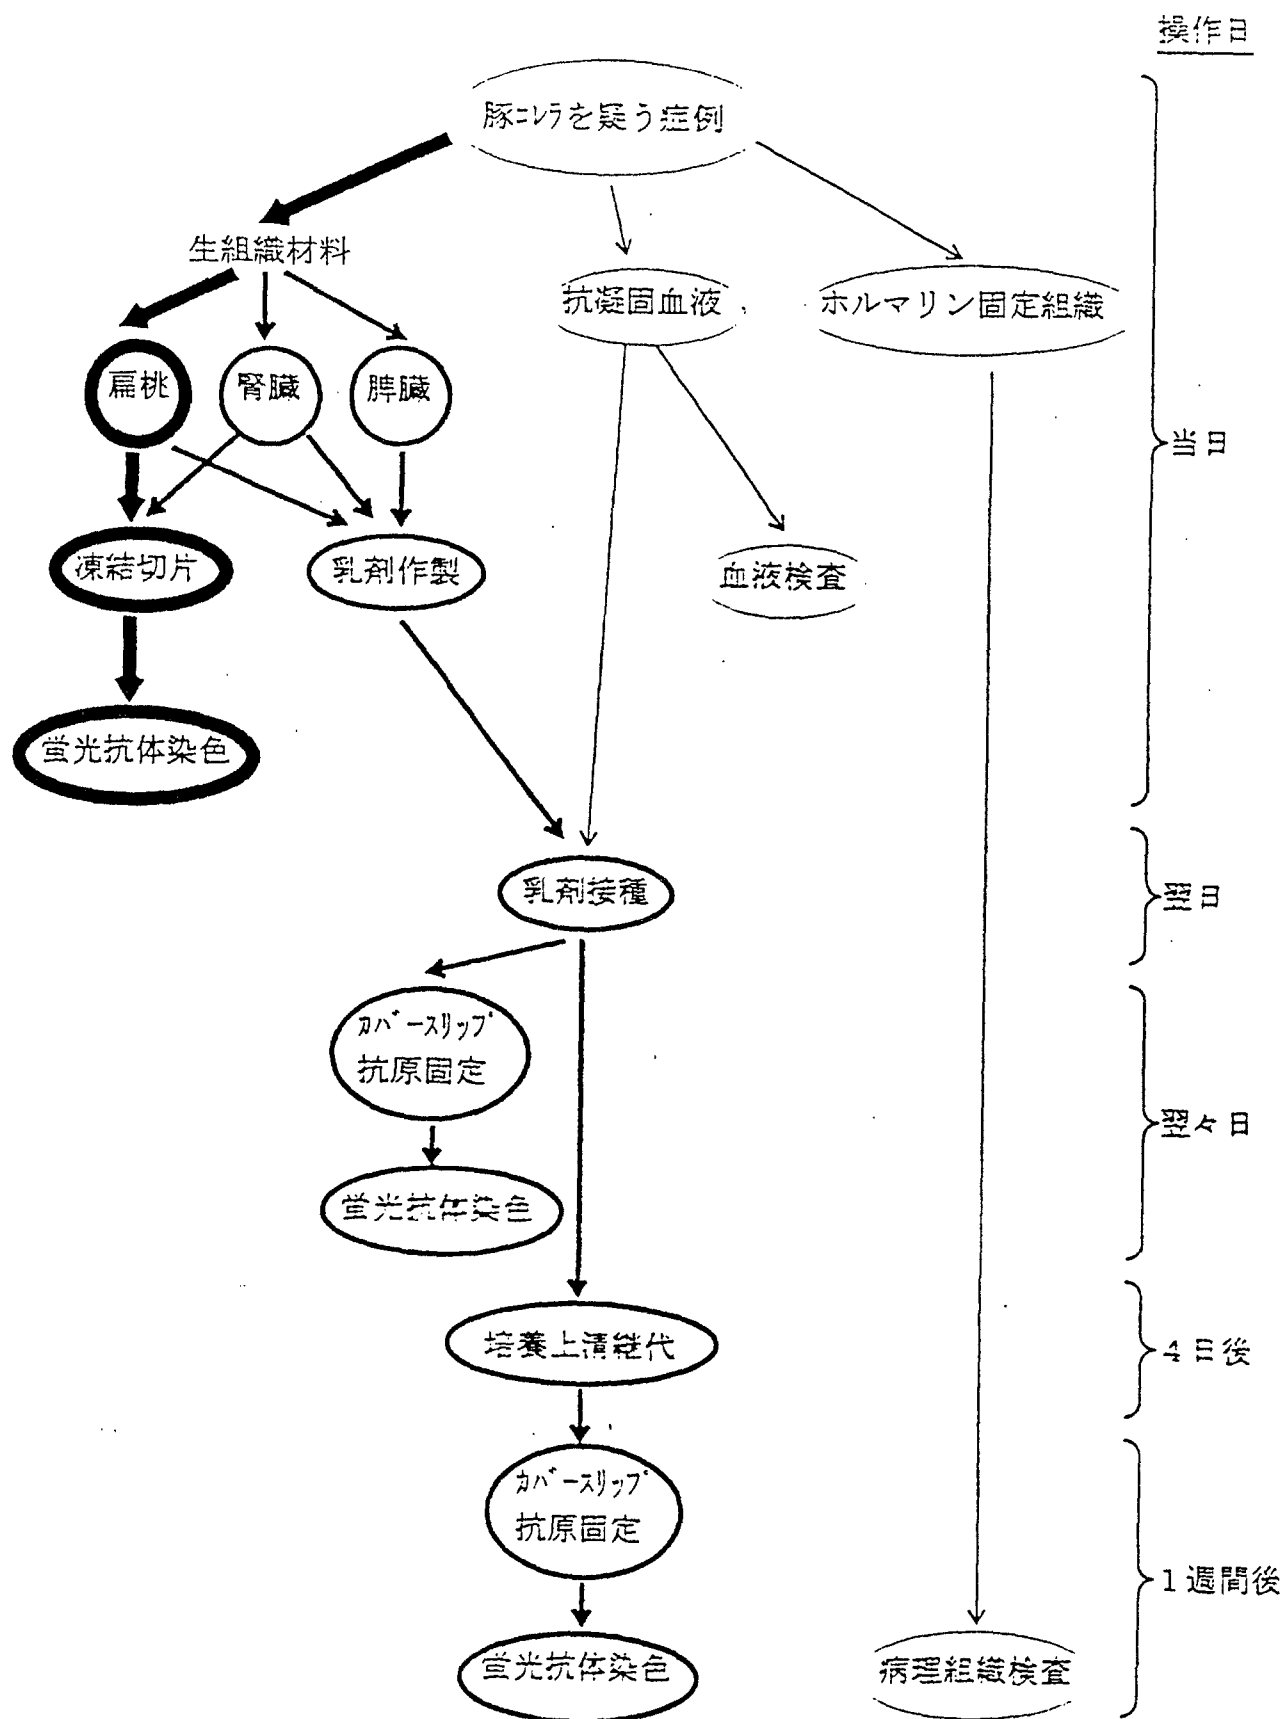 操作日
豚コレラを疑う症例
生組織材料
抗凝固血液
ホルマリン固定組織
扁桃
腎臓
脾臓
当日
凍結切片
乳剤作製
血液検査
蛍光抗体染色
乳剤接種
翌日
カバースリップ
抗原固定
翌々日
蛍光抗体染色
培養上清継代
4日後
カバースリップ
抗原固定
1週間後
蛍光抗体染色
病理組織検査